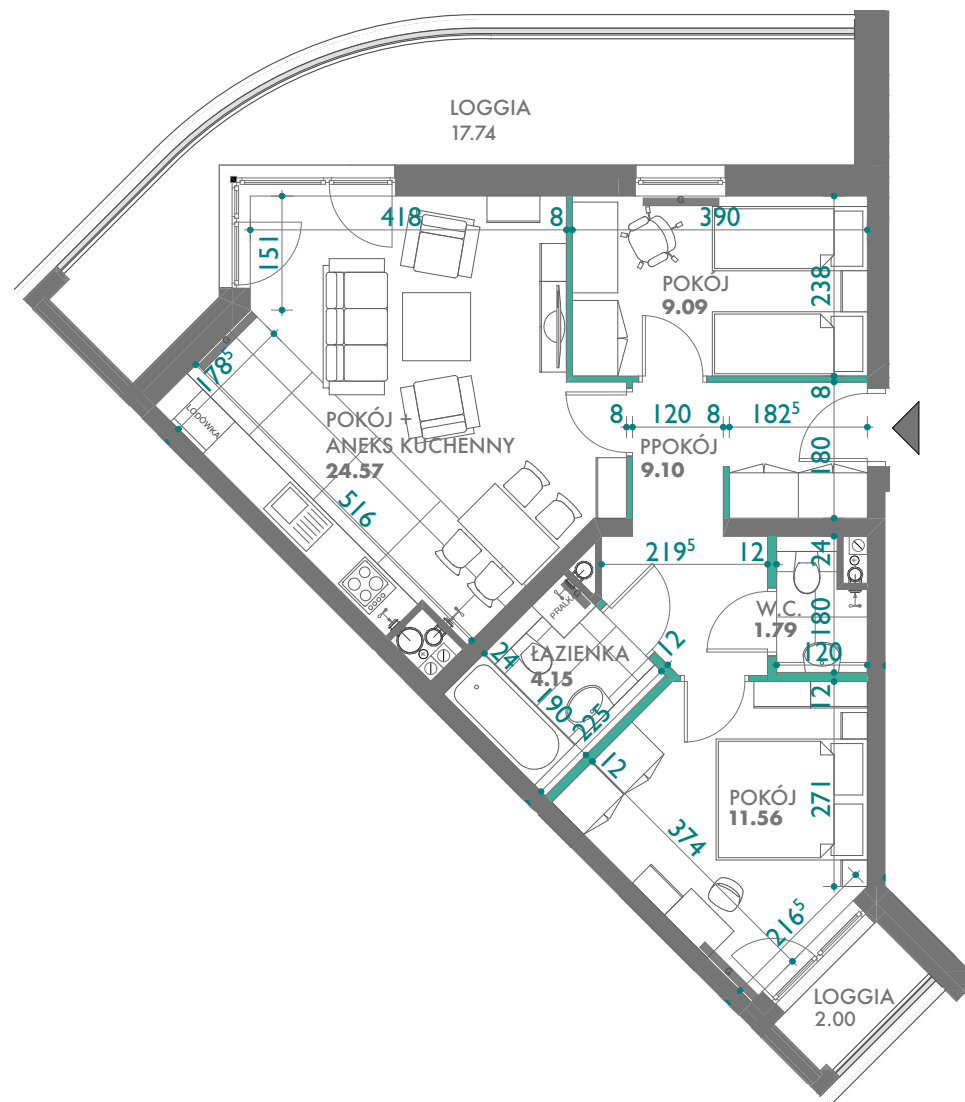 LOGGIA
17.74
418
8
390
151
G
POKÓJ
9.09
238
G
178⁵
LODÓWKA
POKÓJ +
ANEKS KUCHENNY
24.57
8
120
8
182⁵
8
PPOKÓJ
9.10
180
516
219⁵
12
24
W.C.
1.79
180
120
PRALKA
G
ŁAZIENKA
4.15
12
24
190
225
12
12
POKÓJ
11.56
271
374
216⁵
G
LOGGIA
2.00